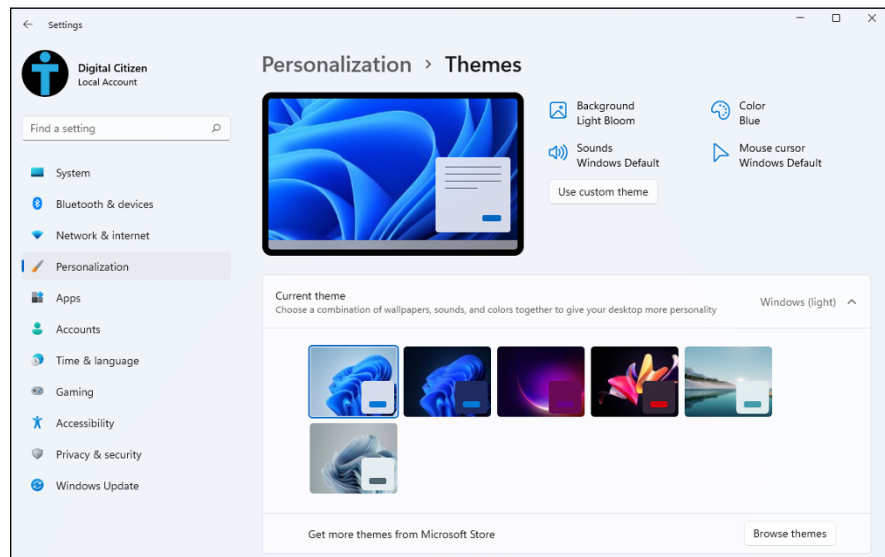 Settings
Digital Citizen
Local Account
Find a setting
System
Bluetooth & devices
Network & internet
Personalization
Apps
Accounts
Time & language
Gaming
Accessibility
Privacy & security
Windows Update
Personalization > Themes
Background
Light Bloom
Color
Blue
Sounds
Windows Default
Mouse cursor
Windows Default
Use custom theme
Current theme
Choose a combination of wallpapers, sounds, and colors together to give your desktop more personality
Windows (light)
Get more themes from Microsoft Store
Browse themes